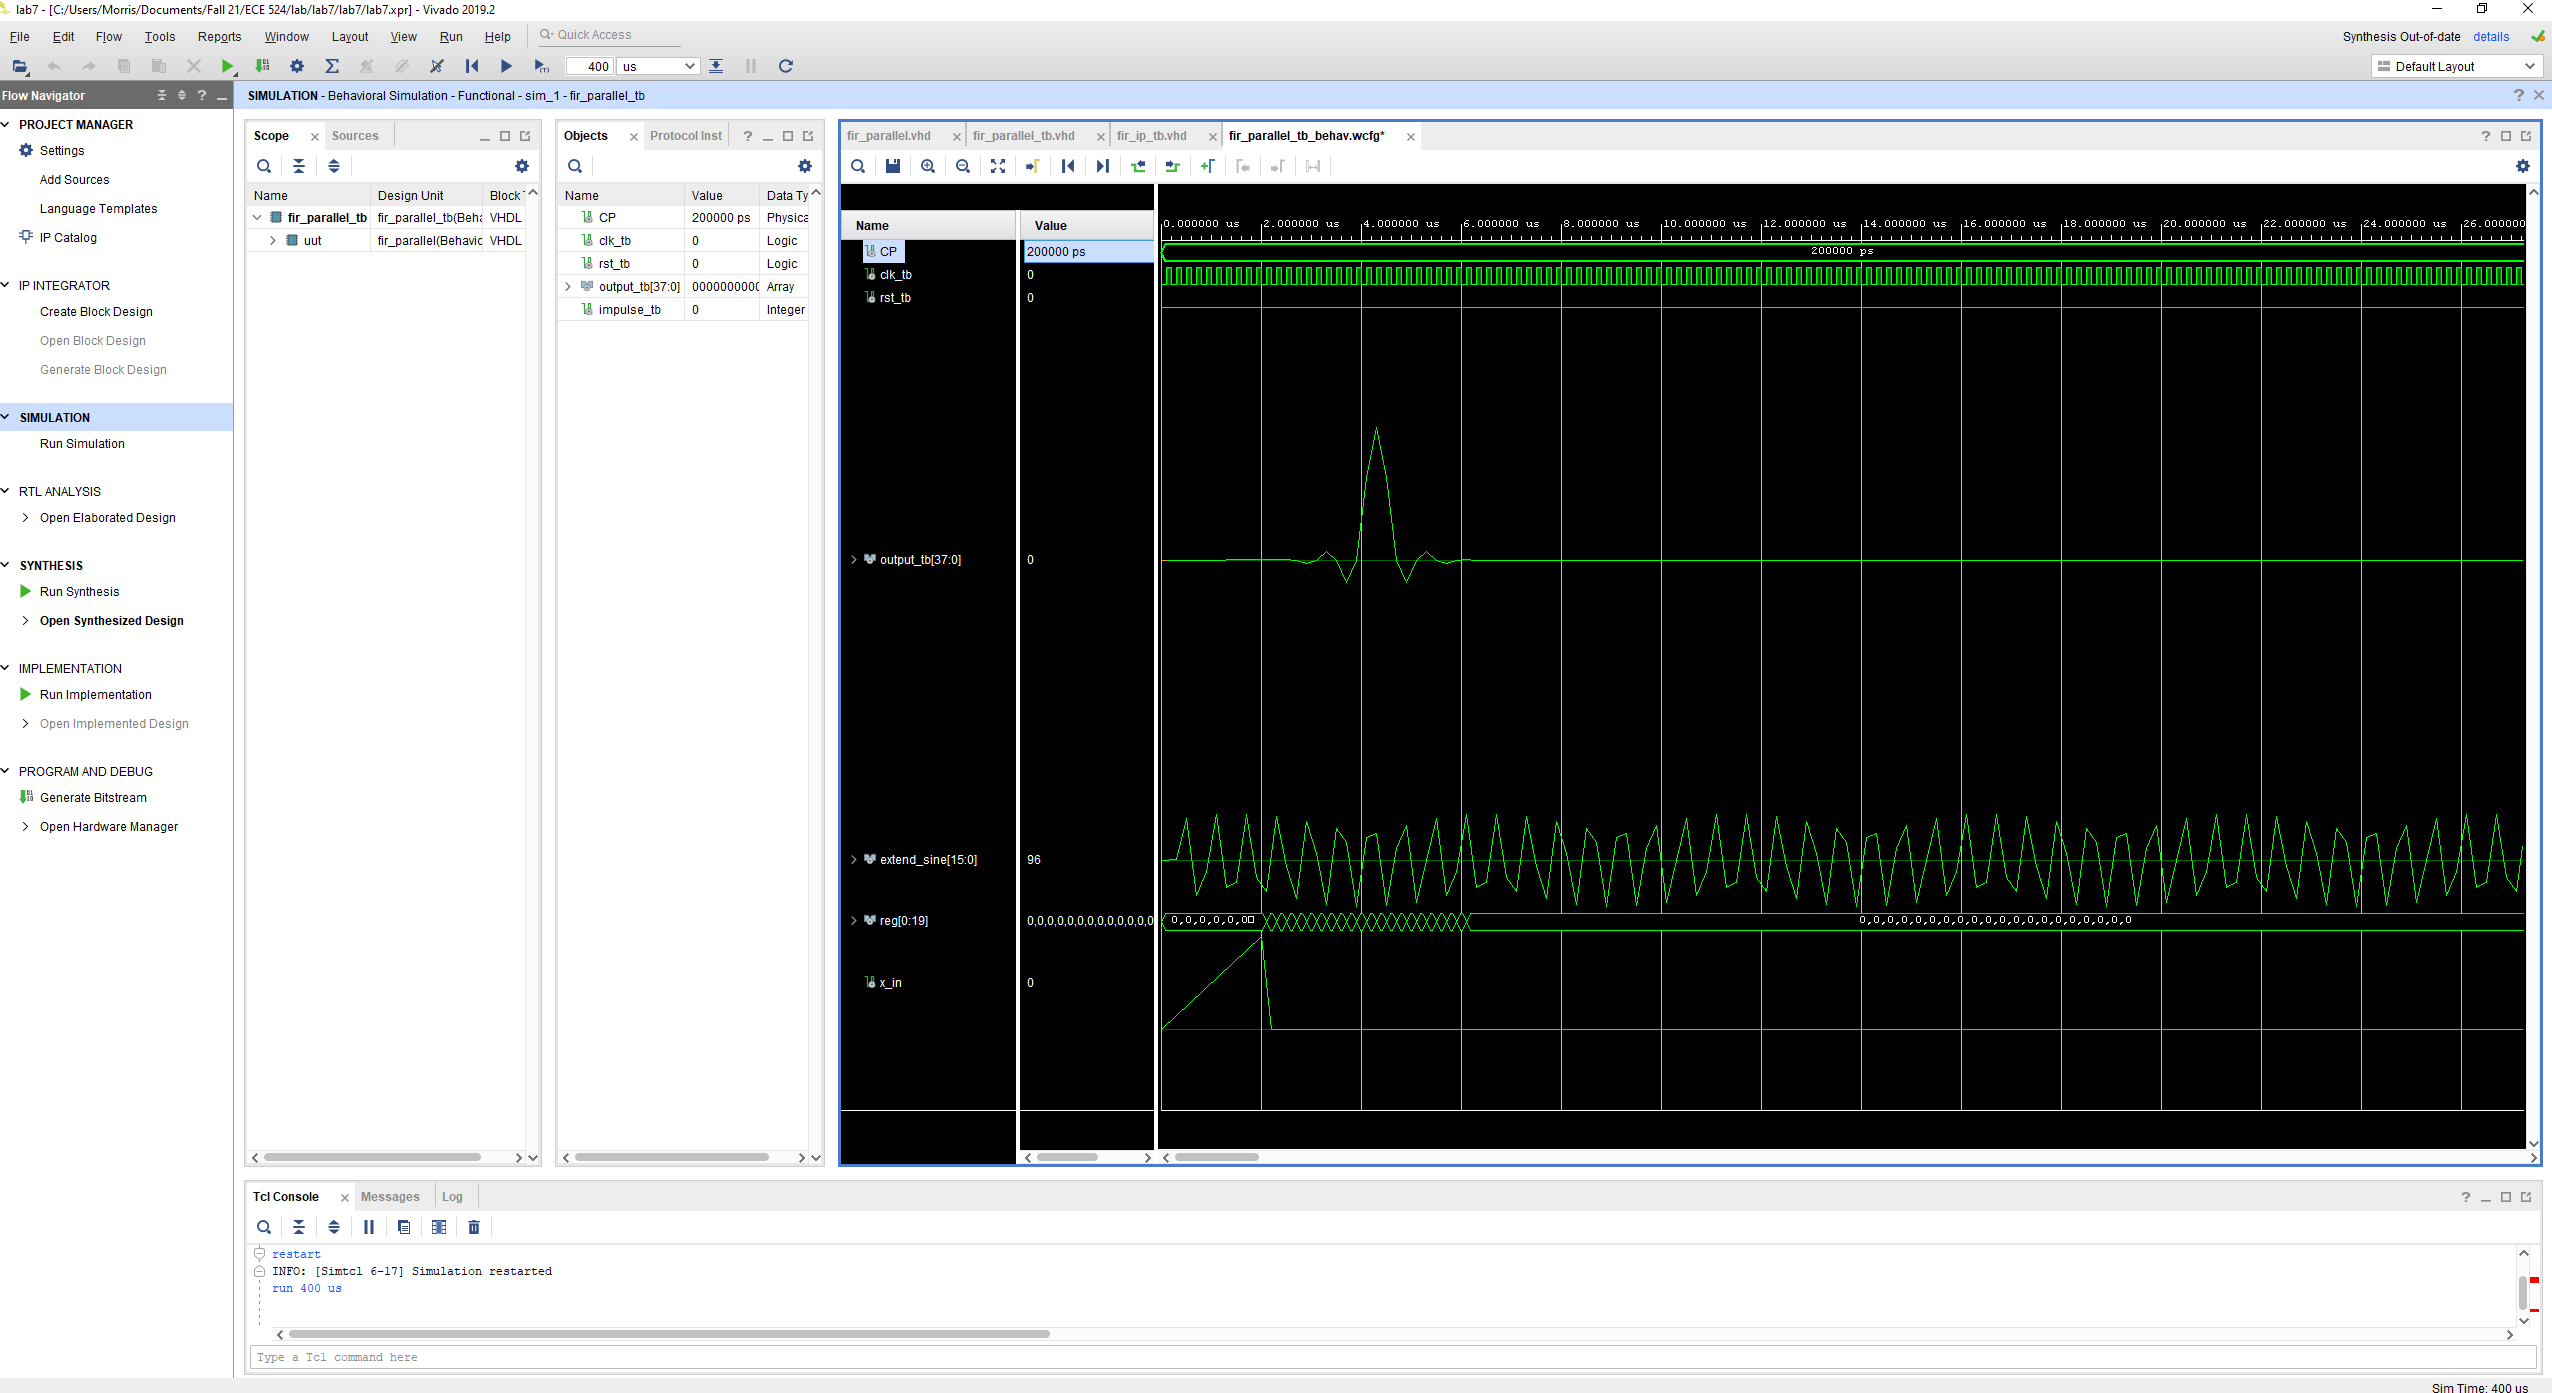 lab7 - [C:/Users/Morris/Documents/Fall 21/ECE 524/lab/lab7/lab7/lab7.xpr] - Vivado 2019.2
File Edit Flow Tools Reports Window Layout View Run Help Quick Access
Synthesis Out-of-date details
400 us
Default Layout
Flow Navigator
SIMULATION - Behavioral Simulation - Functional - sim_1 - fir_parallel_tb
PROJECT MANAGER
Settings
Add Sources
Language Templates
IP Catalog
IP INTEGRATOR
Create Block Design
Open Block Design
Generate Block Design
SIMULATION
Run Simulation
RTL ANALYSIS
Open Elaborated Design
SYNTHESIS
Run Synthesis
Open Synthesized Design
IMPLEMENTATION
Run Implementation
Open Implemented Design
PROGRAM AND DEBUG
Generate Bitstream
Open Hardware Manager
Scope Sources
Name Design Unit Block T
fir_parallel_tb fir_parallel_tb(Beha VHDL
uut fir_parallel(Behavic VHDL
Objects Protocol Inst
Name Value Data Ty
CP 200000 ps Physica
clk_tb 0 Logic
rst_tb 0 Logic
output_tb[37:0] 0000000000 Array
impulse_tb 0 Integer
fir_parallel.vhd fir_parallel_tb.vhd fir_ip_tb.vhd fir_parallel_tb_behav.wcfg*
Name Value
0.000000 us 2.000000 us 4.000000 us 6.000000 us 8.000000 us 10.000000 us 12.000000 us 14.000000 us 16.000000 us 18.000000 us 20.000000 us 22.000000 us 24.000000 us 26.000000
CP 200000 ps 200000 ps
clk_tb 0
rst_tb 0
output_tb[37:0] 0
extend_sine[15:0] 96
reg[0:19] 0,0,0,0,0,0,0,0,0,0,0,0,0 0,0,0,0,0,0 0,0,0,0,0,0,0,0,0,0,0,0,0,0,0,0,0,0,0,0
x_in 0
Tcl Console Messages Log
restart
INFO: [Simtcl 6-17] Simulation restarted
run 400 us
Type a Tcl command here
Sim Time: 400 us